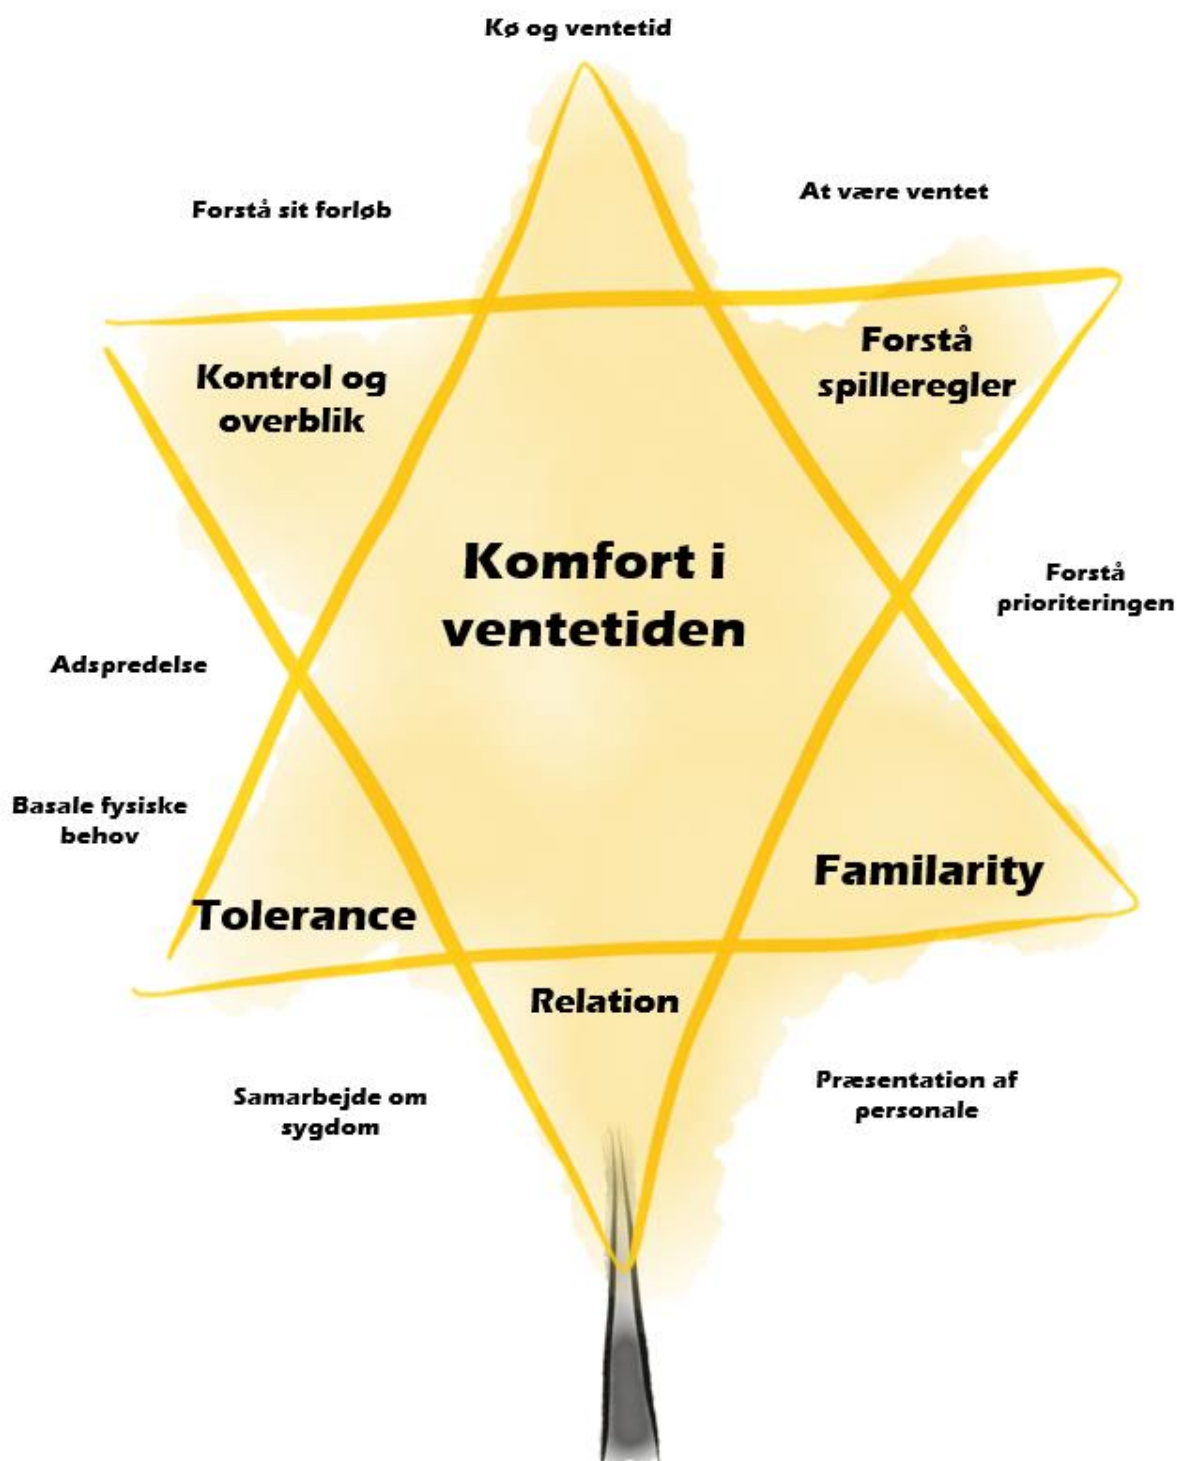 Kø og ventetid
At være ventet
Forstå sit forløb
Forstå
spilleregler
Kontrol og
overblik
Komfort i
ventetiden
Forstå
prioriteringen
Adspredelse
Basale fysiske
behov
Familarity
Tolerance
Relation
Præsentation af
personale
Samarbejde om
sygdom